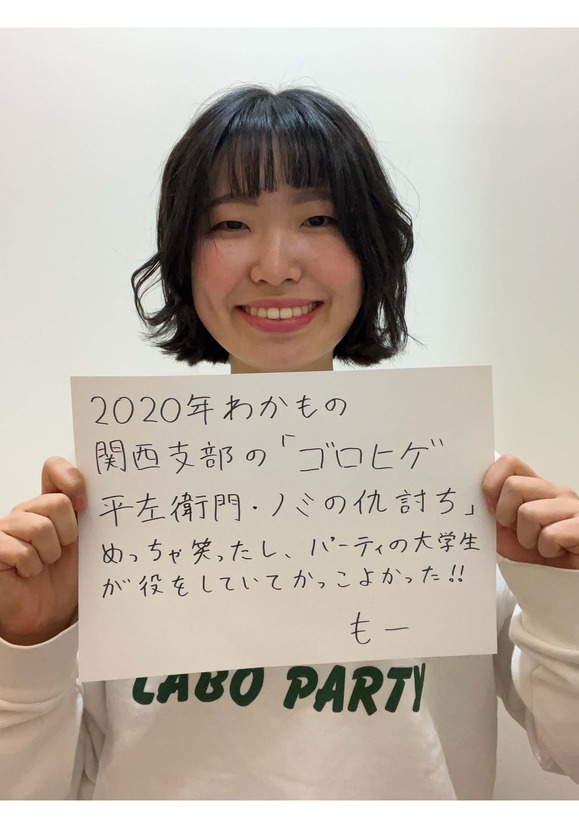 2020年わかもの
関西支部の「ゴロヒゲ
平左衛門・ノミの仇討ち」
めっちゃ笑ったし、パーティの大学生
が役をしていてかっこよかった!!
もー
LABO PARTY